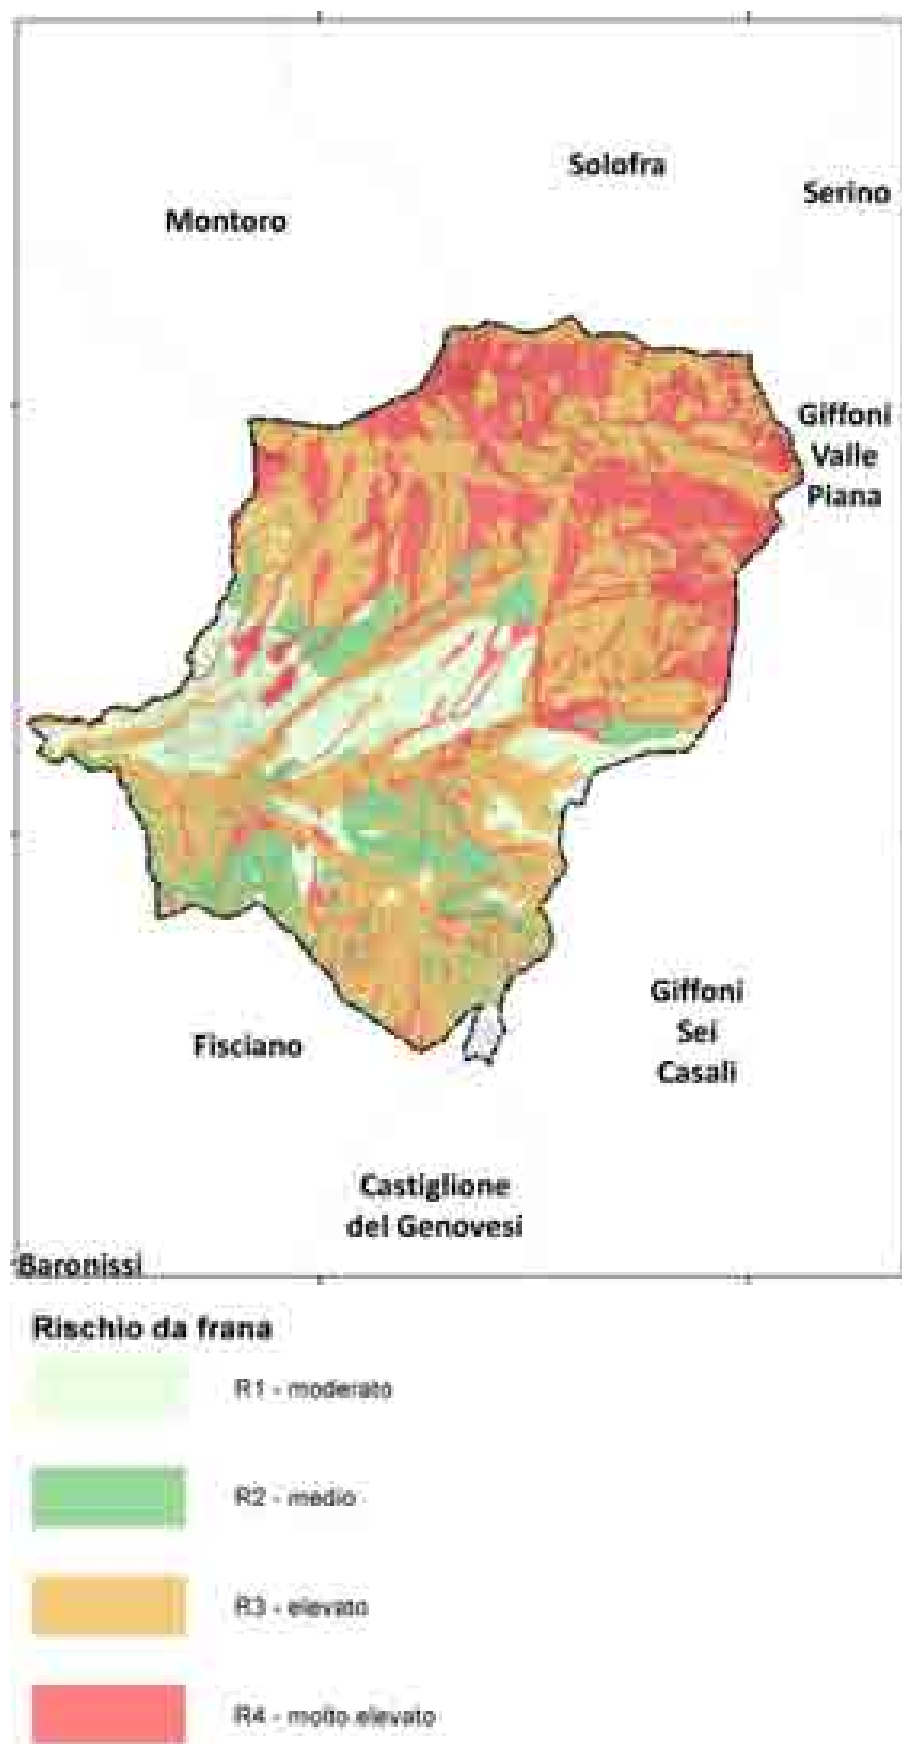 Solofra
Serino
Montoro
Giffoni
Valle
Piana
Giffoni
Sei
Casali
Fisciano
Castiglione
del Genovesi
Baronissi
Rischio da frana
R1 - moderato
R2 - medio
R3 - elevato
R4 - molto elevato